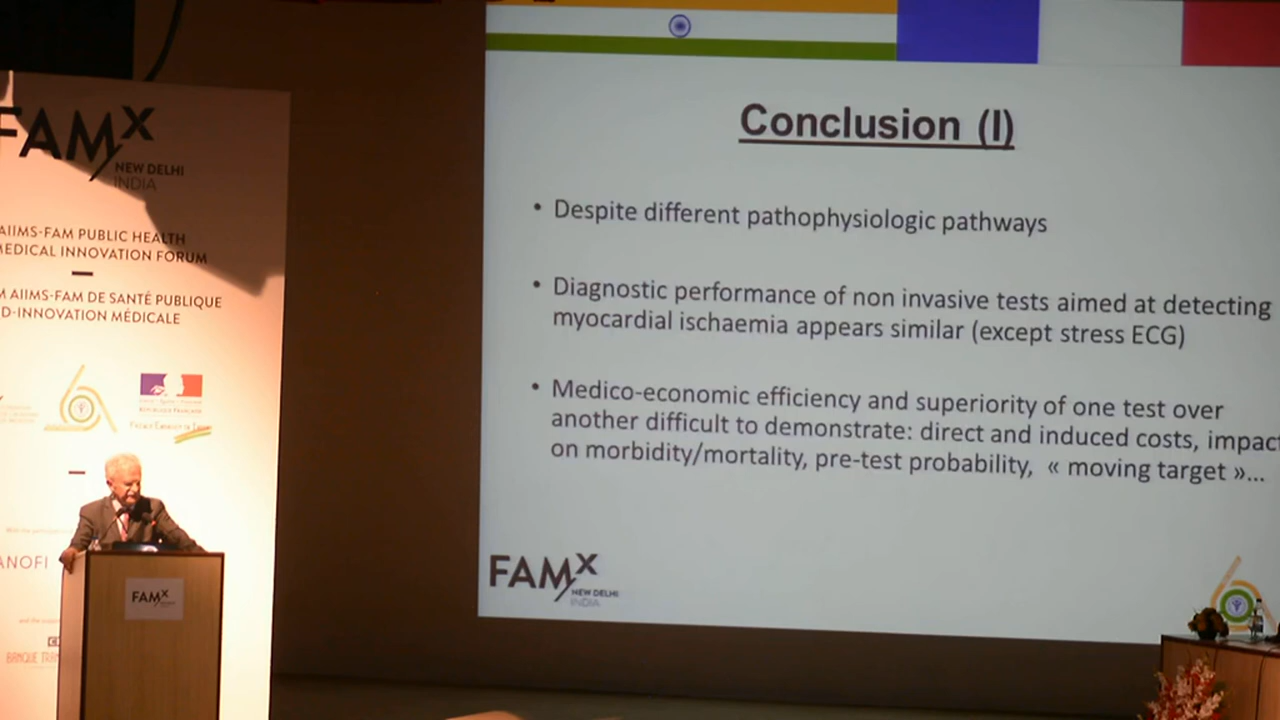 FAMX
NEW DELHI
INDIA
AIIMS-FAM PUBLIC HEALTH
MEDICAL INNOVATION FORUM
AIIMS-FAM DE SANTÉ PUBLIQUE
D-INNOVATION MÉDICALE
RÉPUBLIQUE FRANÇAISE
ANOFI
BANQUE
FAMX
Conclusion (I)
• Despite different pathophysiologic pathways
• Diagnostic performance of non invasive tests aimed at detecting
myocardial ischaemia appears similar (except stress ECG)
• Medico-economic efficiency and superiority of one test over
another difficult to demonstrate: direct and induced costs, impact
on morbidity/mortality, pre-test probability, « moving target »...
FAMX
NEW DELHI
INDIA